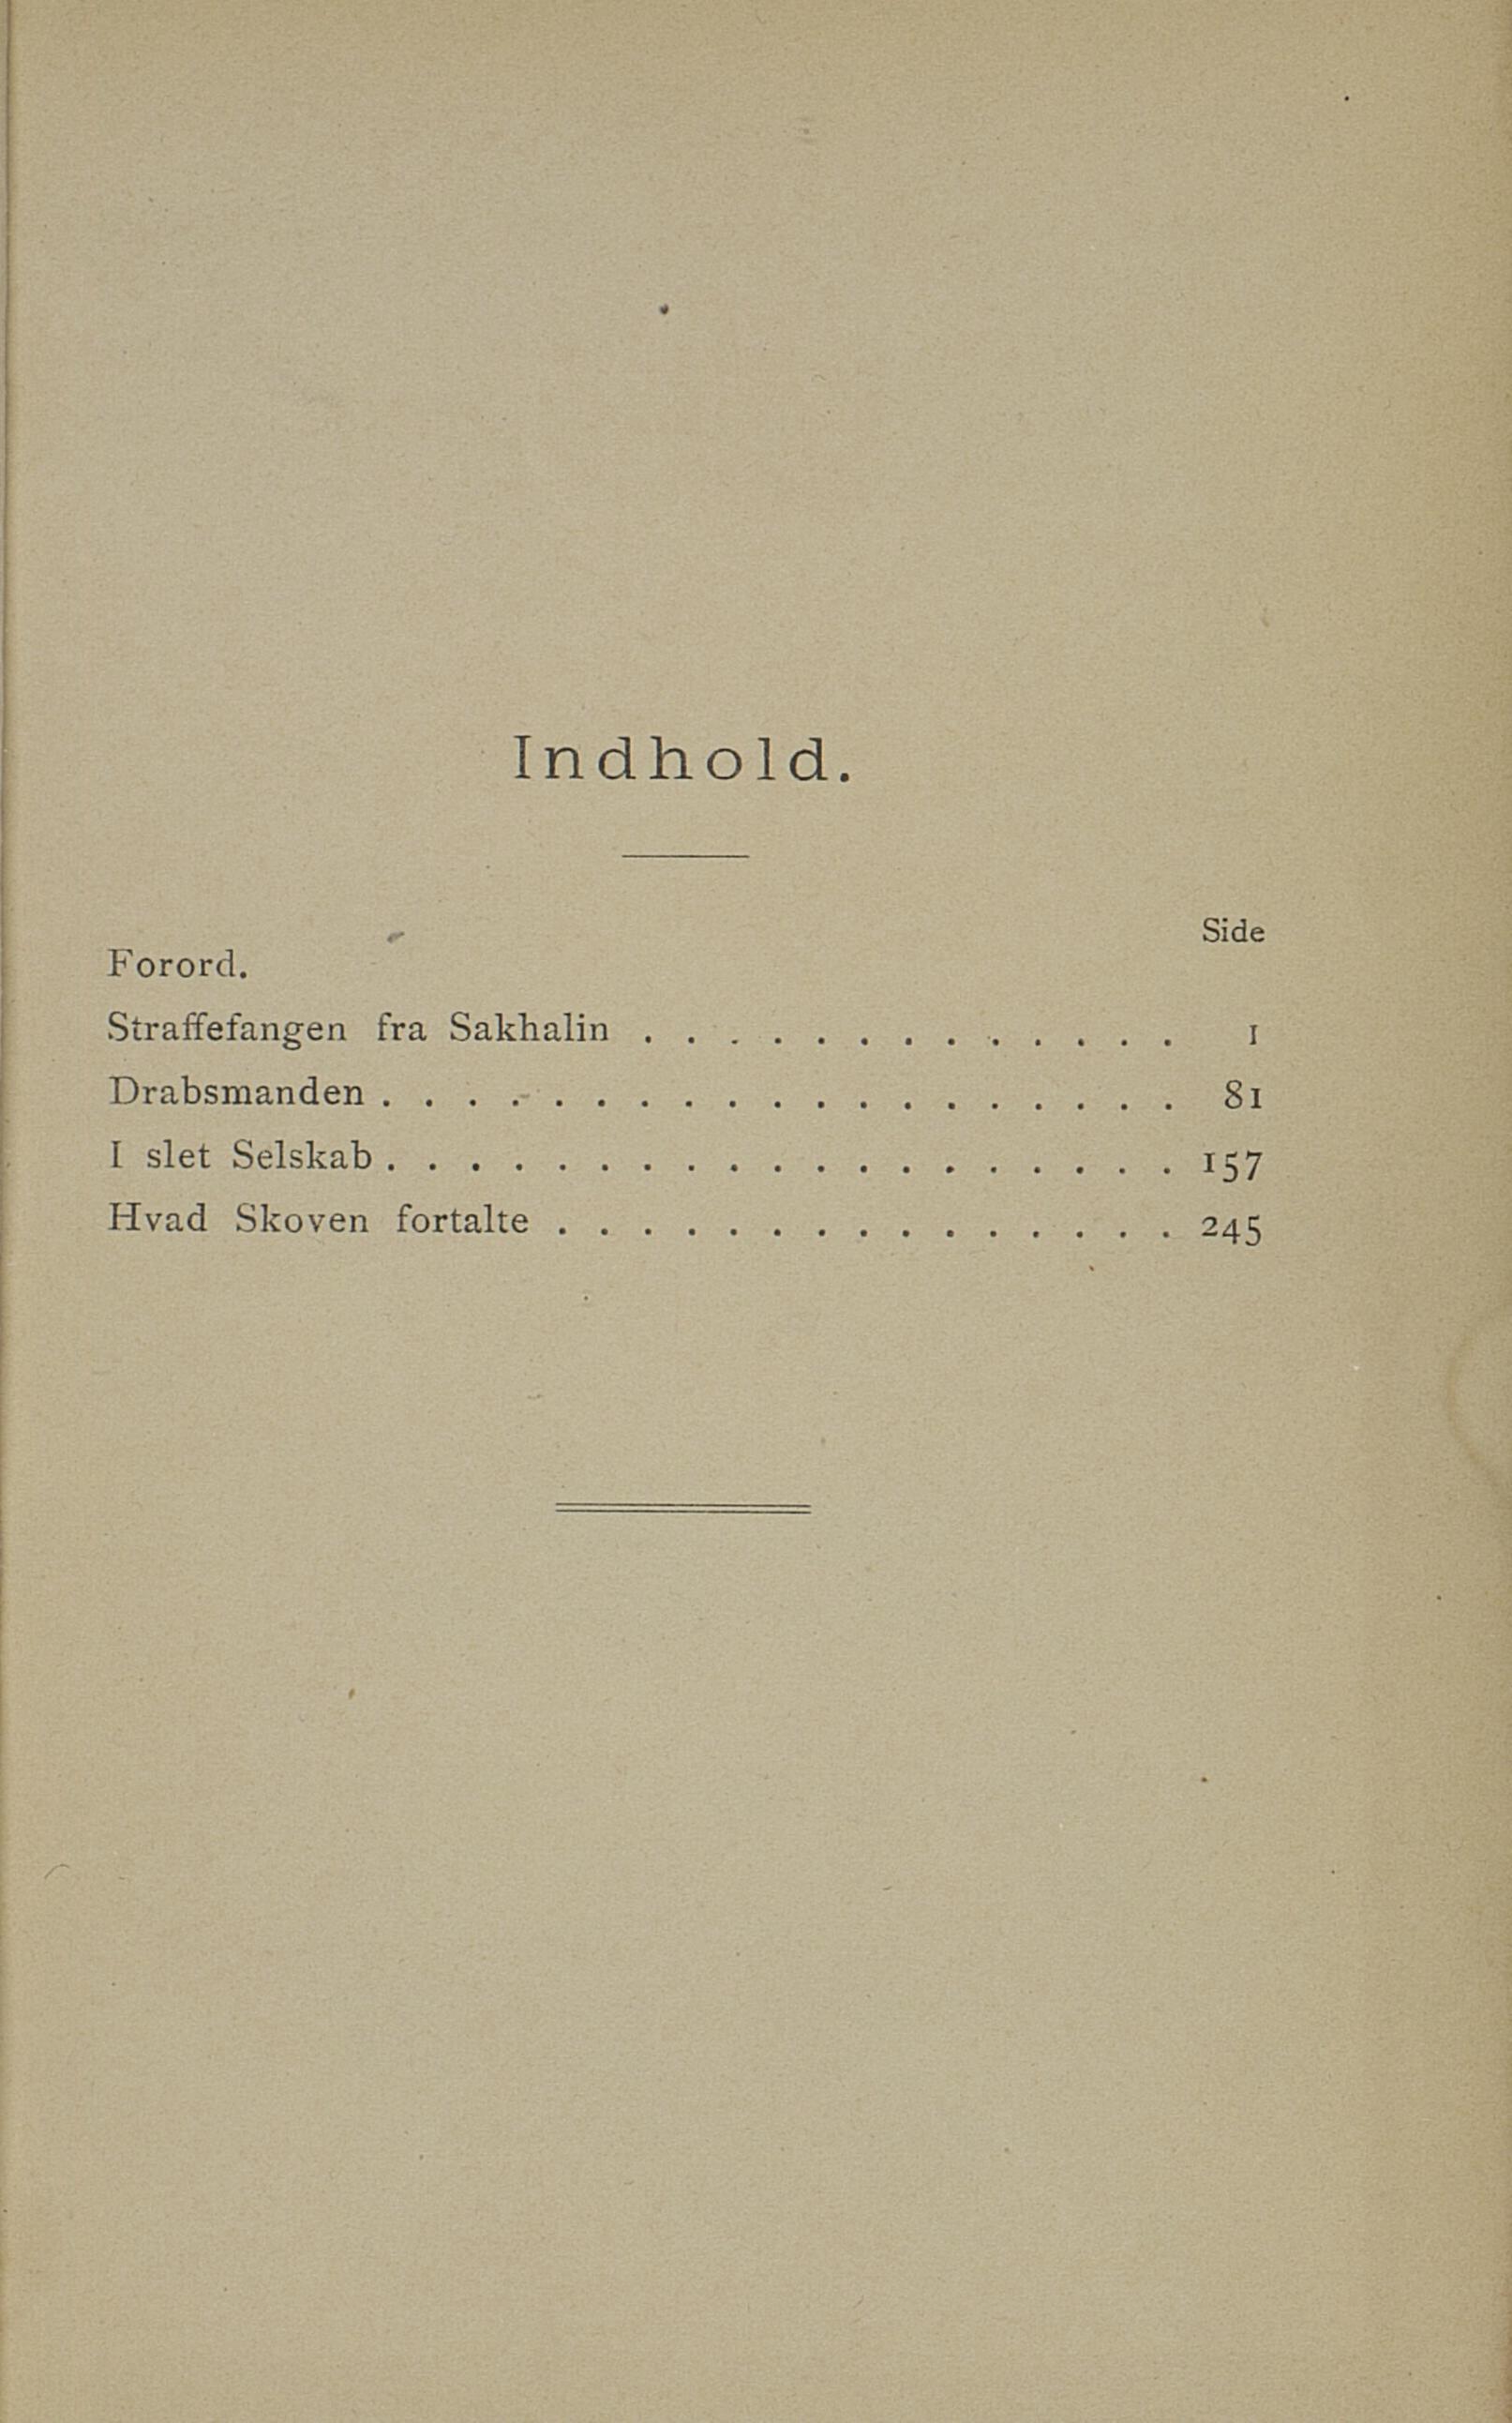 Indhold.
Side
Forord.
Straffefangen fra Sakhalin . . . . . . . . . . . . . 1
Drabsmanden . . . . . . . . . . . . . . . . . . . 81
I slet Selskab . . . . . . . . . . . . . . . . . . . 157
Hvad Skoven fortalte . . . . . . . . . . . . . . . 245